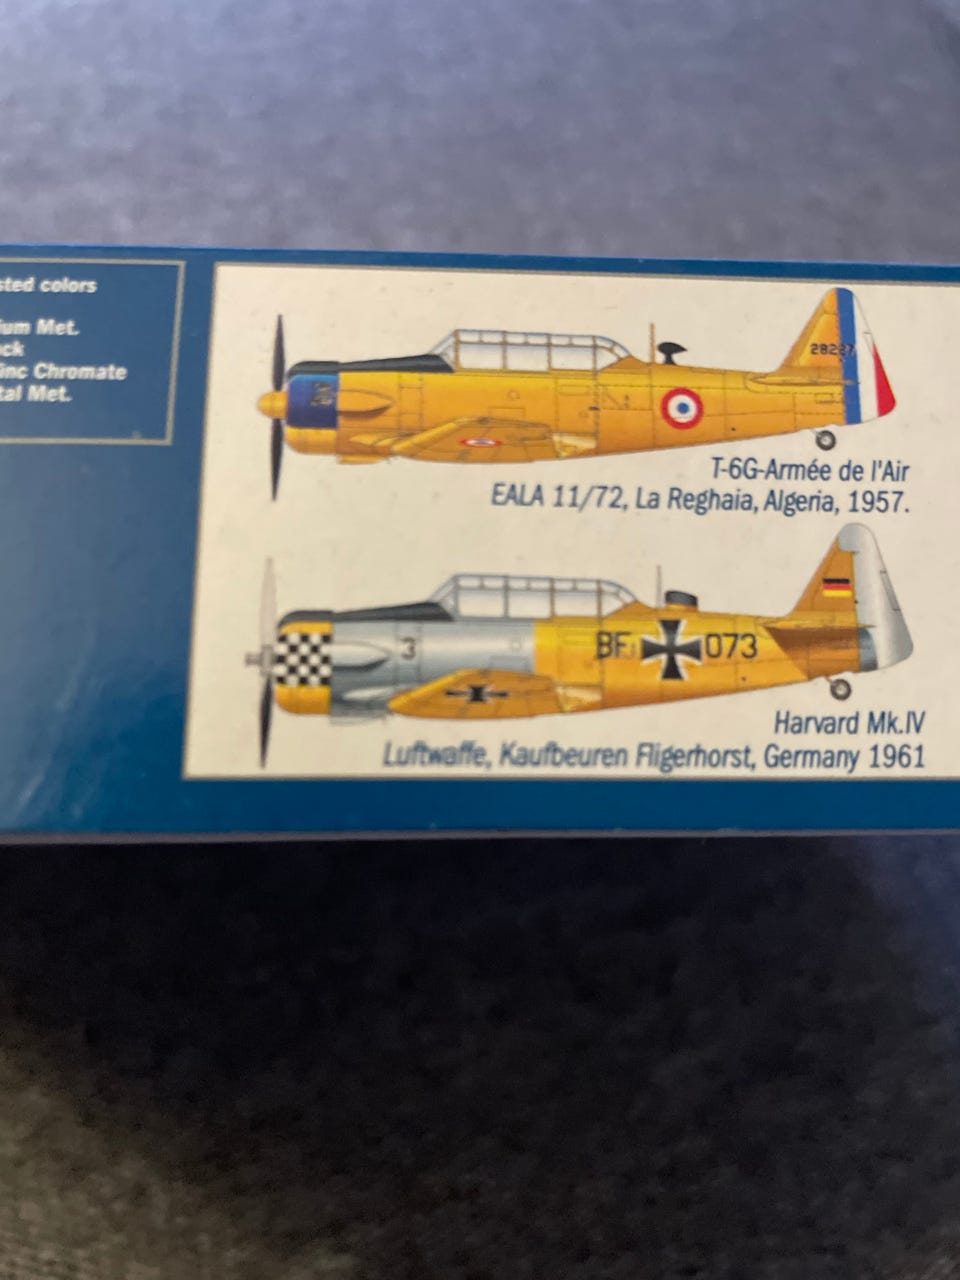 sted colors
ium Met.
ck
Zinc Chromate
tal Met.
28227
T-6G-Armée de l'Air
EALA 11/72, La Reghaia, Algeria, 1957.
3
BF 073
Harvard Mk.IV
Luftwaffe, Kaufbeuren Fligerhorst, Germany 1961